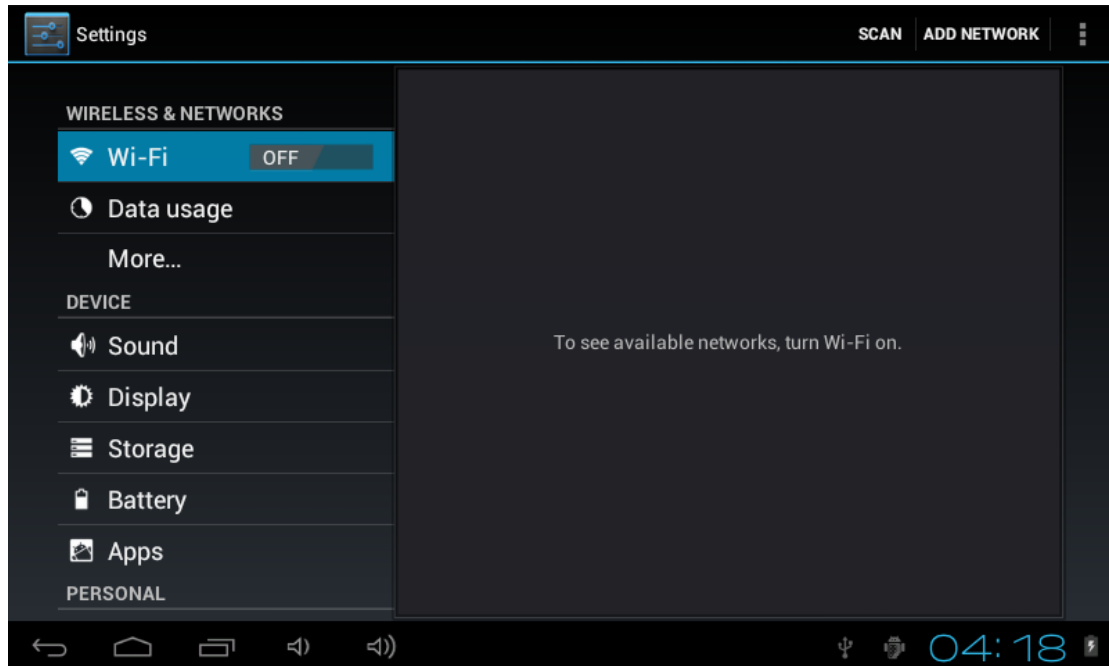 Settings
SCAN
ADD NETWORK
WIRELESS & NETWORKS
Wi-Fi
OFF
Data usage
More...
DEVICE
Sound
Display
Storage
Battery
Apps
PERSONAL
To see available networks, turn Wi-Fi on.
04:18